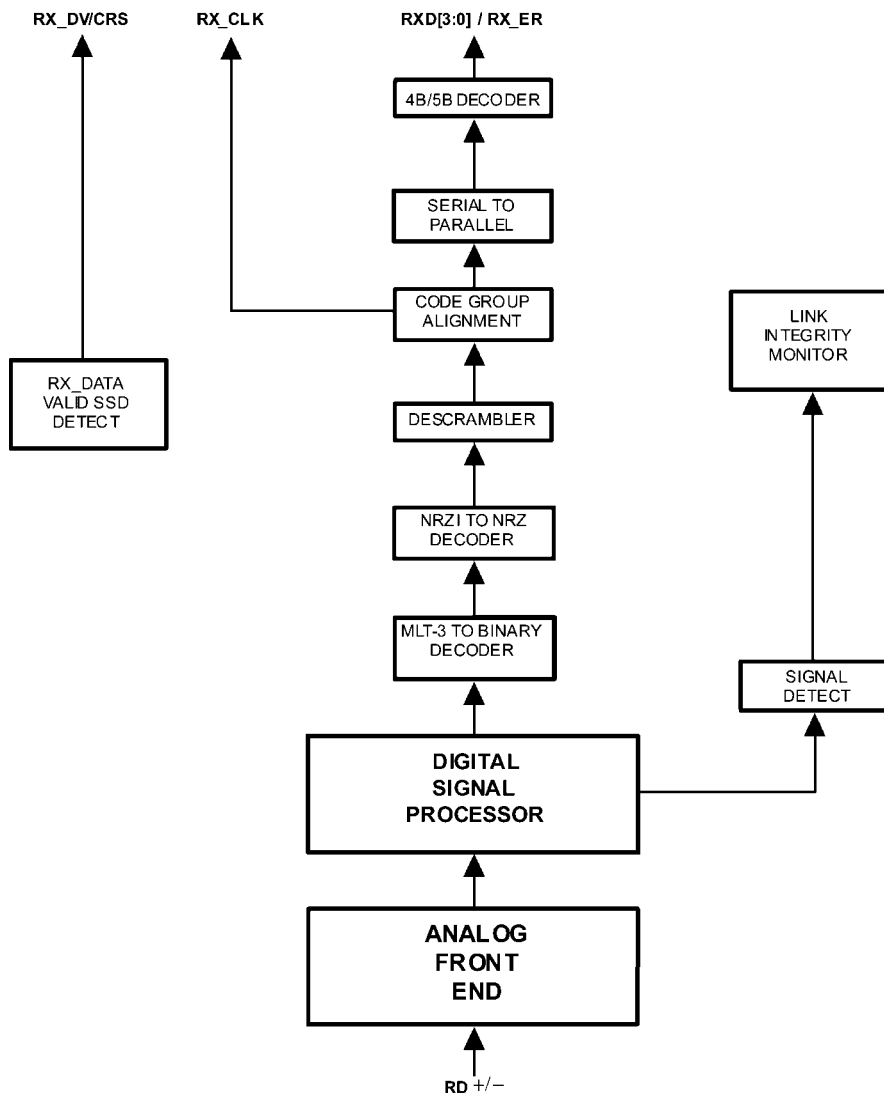 RX_DV/CRS
RX_CLK
RXD[3:0] / RX_ER
4B/5B DECODER
SERIAL TO
PARALLEL
CODE GROUP
ALIGNMENT
LINK
INTEGRITY
MONITOR
RX_DATA
VALID SSD
DETECT
DESCRAMBLER
NRZI TO NRZ
DECODER
MLT-3 TO BINARY
DECODER
SIGNAL
DETECT
DIGITAL
SIGNAL
PROCESSOR
ANALOG
FRONT
END
RD +/−